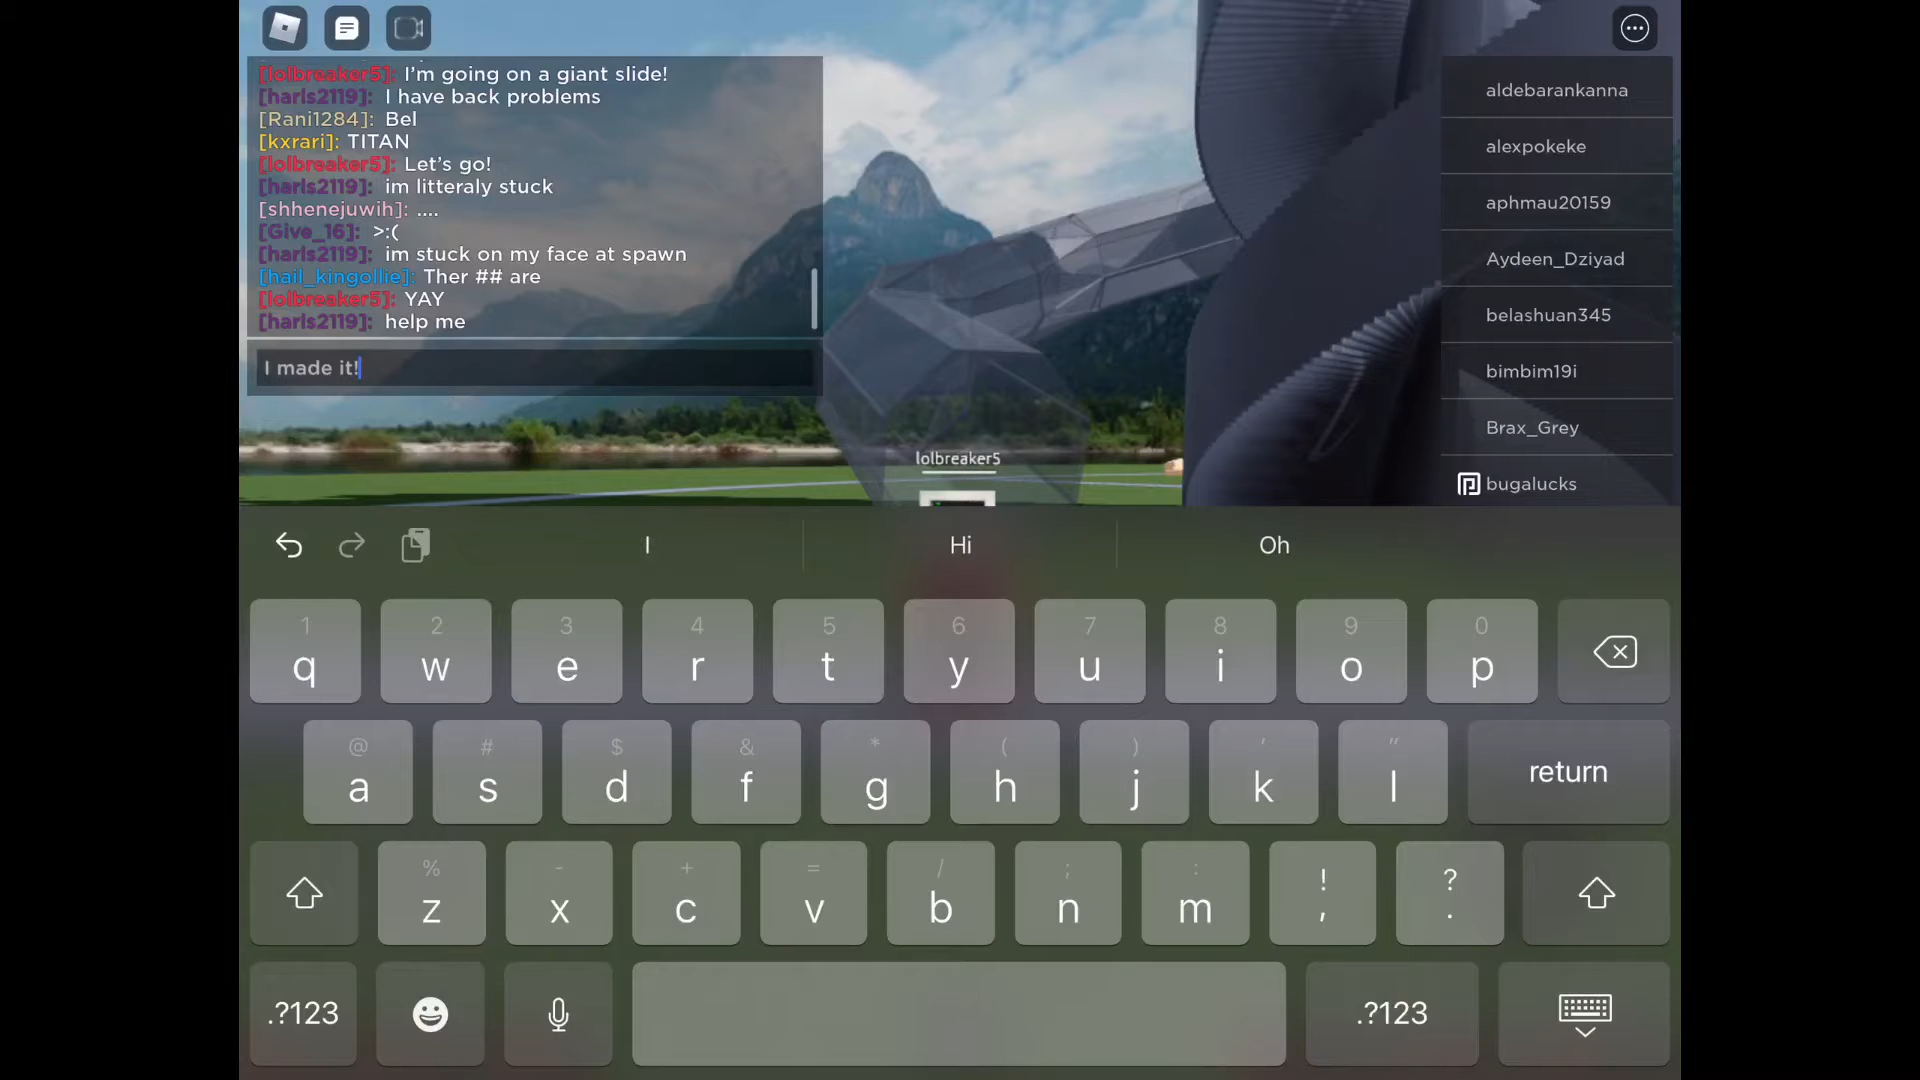 [lolbreaker5]: I'm going on a giant slide!
[haris2119]: I have back problems
[Rani1284]: Bel
[kxrari]: TITAN
[lolbreaker5]: Let's go!
[haris2119]: im litteraly stuck
[shhenejuwih]: ....
[Give_16]: >:(
[haris2119]: im stuck on my face at spawn
[hail_kingollie]: Ther ## are
[lolbreaker5]: YAY
[haris2119]: help me
I made it!
aldebarankanna
alexpokeke
aphmau20159
Aydeen_Dziyad
belashuan345
bimbim19i
Brax_Grey
bugalucks
lolbreaker5
I Hi Oh
1 2 3 4 5 6 7 8 9 0
q w e r t y u i o p
@ # $ & * ( ) ' "
a s d f g h j k l return
% - + = / ; : ! ?
z x c v b n m , .
.?123 .?123